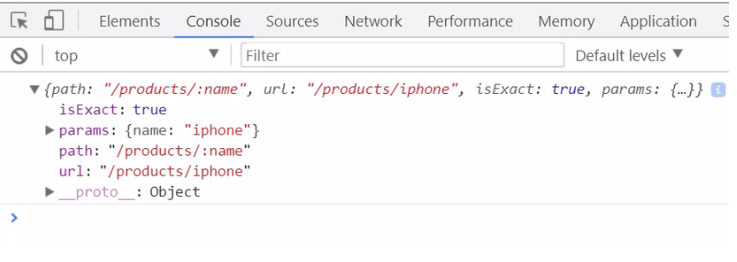 Elements Console Sources Network Performance Memory Application S
top ▼ Filter Default levels ▼
▼{path: "/products/:name", url: "/products/iphone", isExact: true, params: {…}} i
isExact: true
▶params: {name: "iphone"}
path: "/products/:name"
url: "/products/iphone"
▶__proto__: Object
>